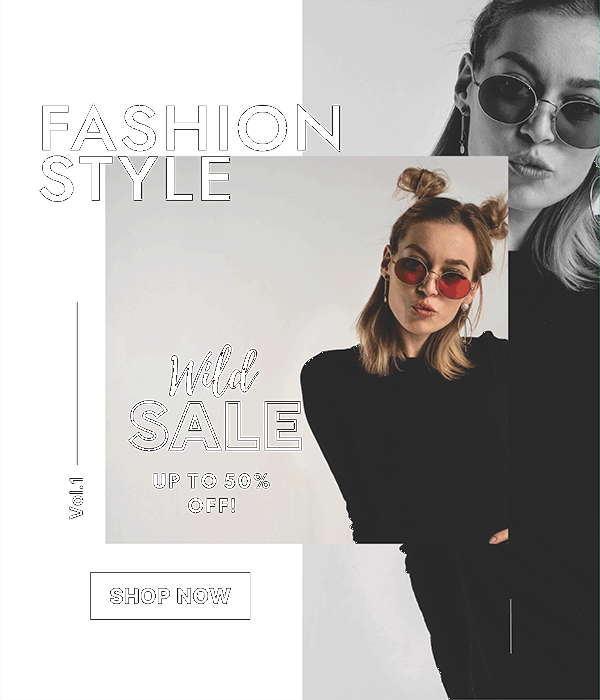 FASHION
STYLE
Wild
SALE
UP TO 50%
OFF!
Vol.1
SHOP NOW